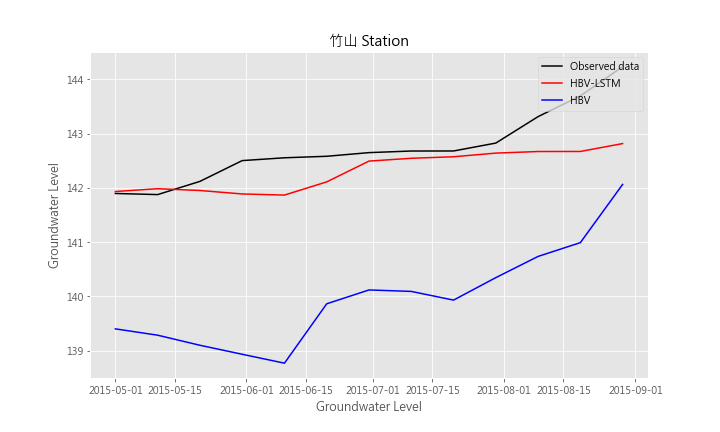 竹山 Station
Observed data
HBV-LSTM
HBV
144
143
142
141
140
139
Groundwater Level
2015-05-01 2015-05-15 2015-06-01 2015-06-15 2015-07-01 2015-07-15 2015-08-01 2015-08-15 2015-09-01
Groundwater Level